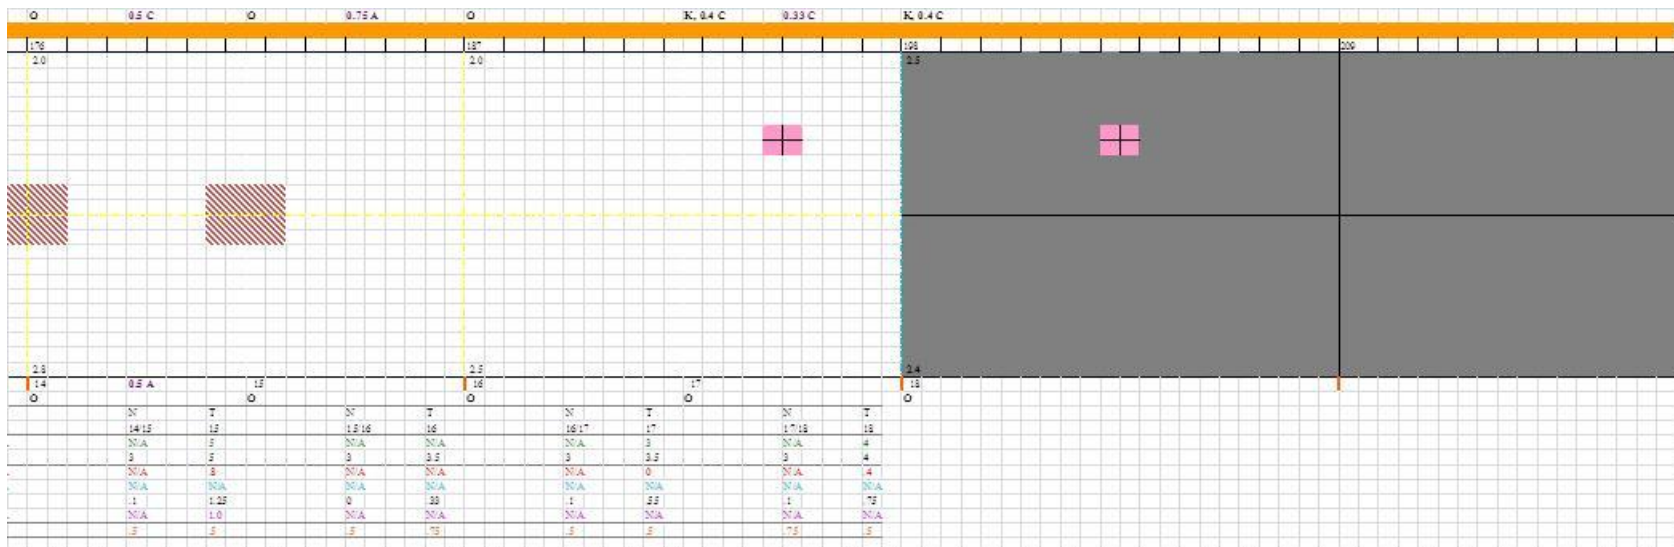 O 0.5 C O 0.75 A O K, 0.4 C 0.33 C K, 0.4 C
176 187 198 209
2.0 2.0 2.5
2.8 2.5 2.4
14 0.5 A 15 16 17 18
O O O O O
N T N T N T N T
14/15 15 15/16 16 16/17 17 17/18 18
N/A 5 N/A N/A N/A 3 N/A 4
3 5 3 3.5 3 3.5 3 4
N/A N/A N/A N/A 0 N/A .4
N/A N/A N/A N/A N/A N/A N/A N/A
.1 1.25 0 .33 .1 .55 .1 .75
N/A 1.0 N/A N/A N/A N/A N/A N/A
.5 .5 .5 .75 .5 .5 .75 .5